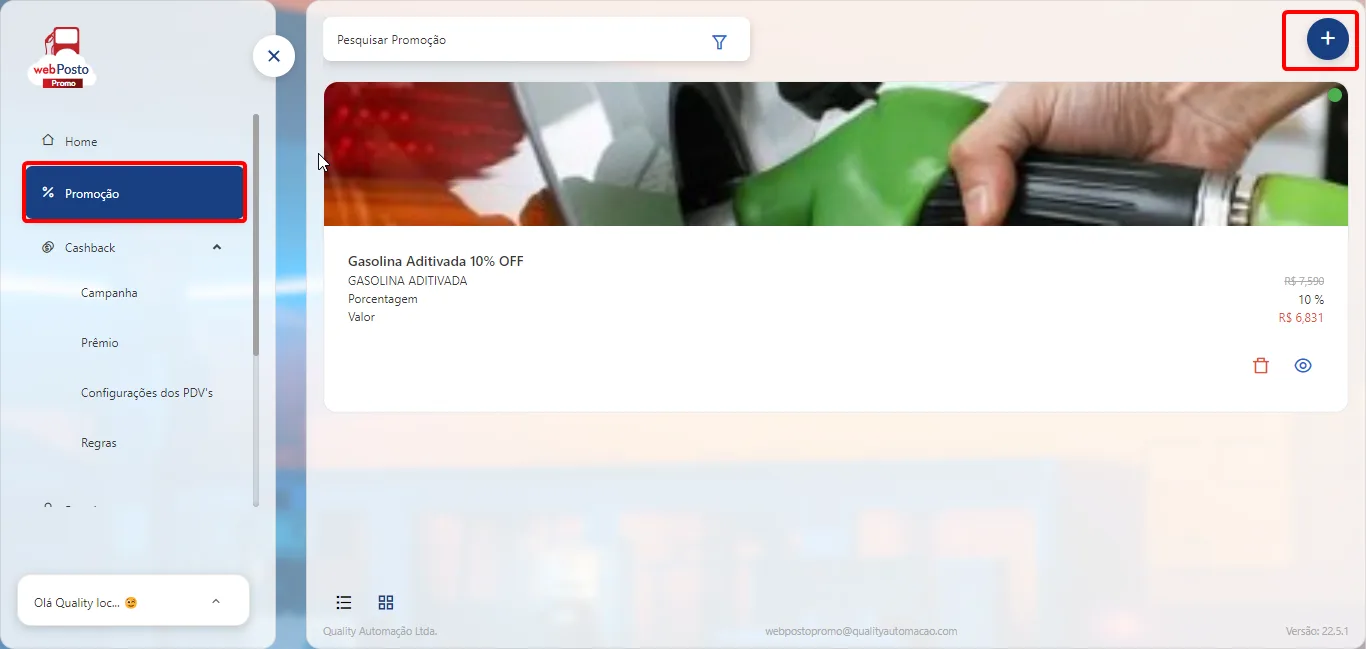 webPosto
Promo
Home
Promoção
Cashback
Campanha
Prêmio
Configurações dos PDV's
Regras
Olá Quality loc... 😉
Pesquisar Promoção
Gasolina Aditivada 10% OFF
GASOLINA ADITIVADA
R$ 7,590
Porcentagem
10 %
Valor
R$ 6,831
Quality Automação Ltda.
webpostopromo@qualityautomacao.com
Versão: 22.5.1